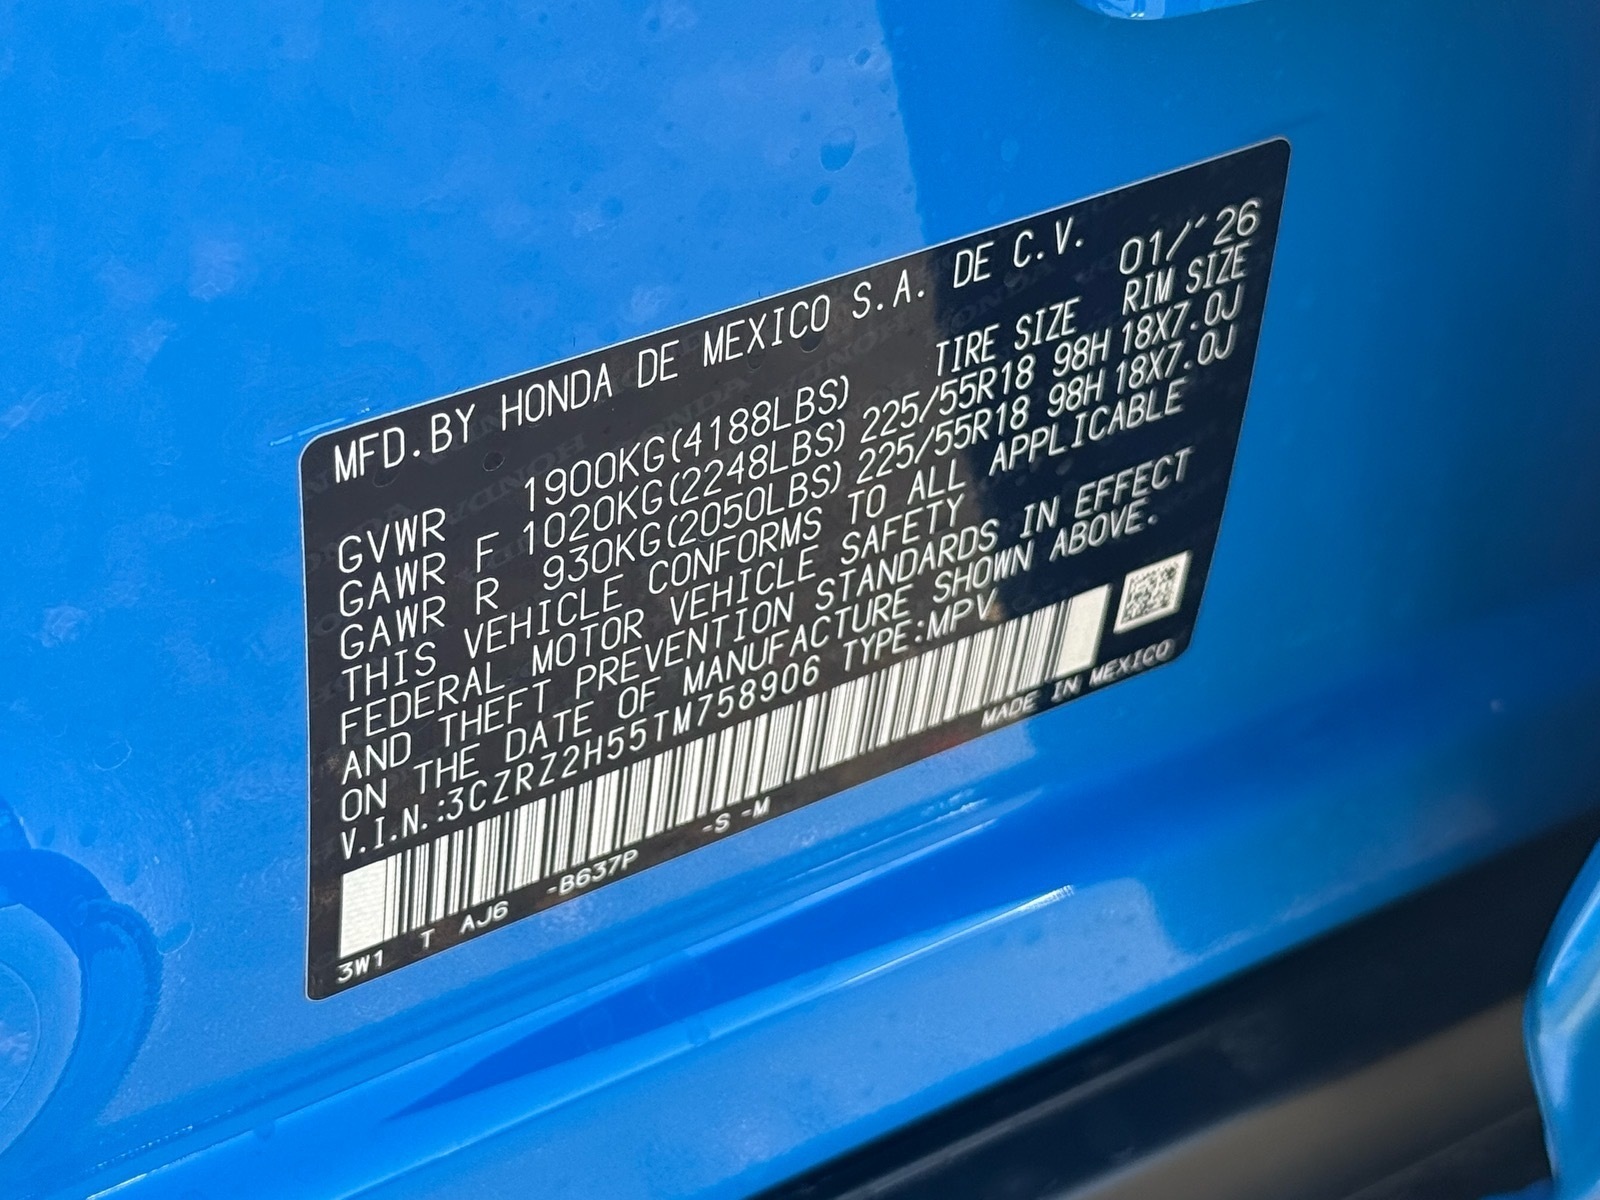 MFD.BY HONDA DE MEXICO S.A. DE C.V. 01/'26
TIRE SIZE RIM SIZE
GVWR 1900KG(4188LBS)
GAWR F 1020KG(2248LBS) 225/55R18 98H 18X7.0J
GAWR R 930KG(2050LBS) 225/55R18 98H 18X7.0J
THIS VEHICLE CONFORMS TO ALL APPLICABLE
FEDERAL MOTOR VEHICLE SAFETY
AND THEFT PREVENTION STANDARDS IN EFFECT
ON THE DATE OF MANUFACTURE SHOWN ABOVE.
V.I.N.:3CZRZ2H55TM758906 TYPE:MPV
3W1 T AJ6 -B637P -S -M MADE IN MEXICO